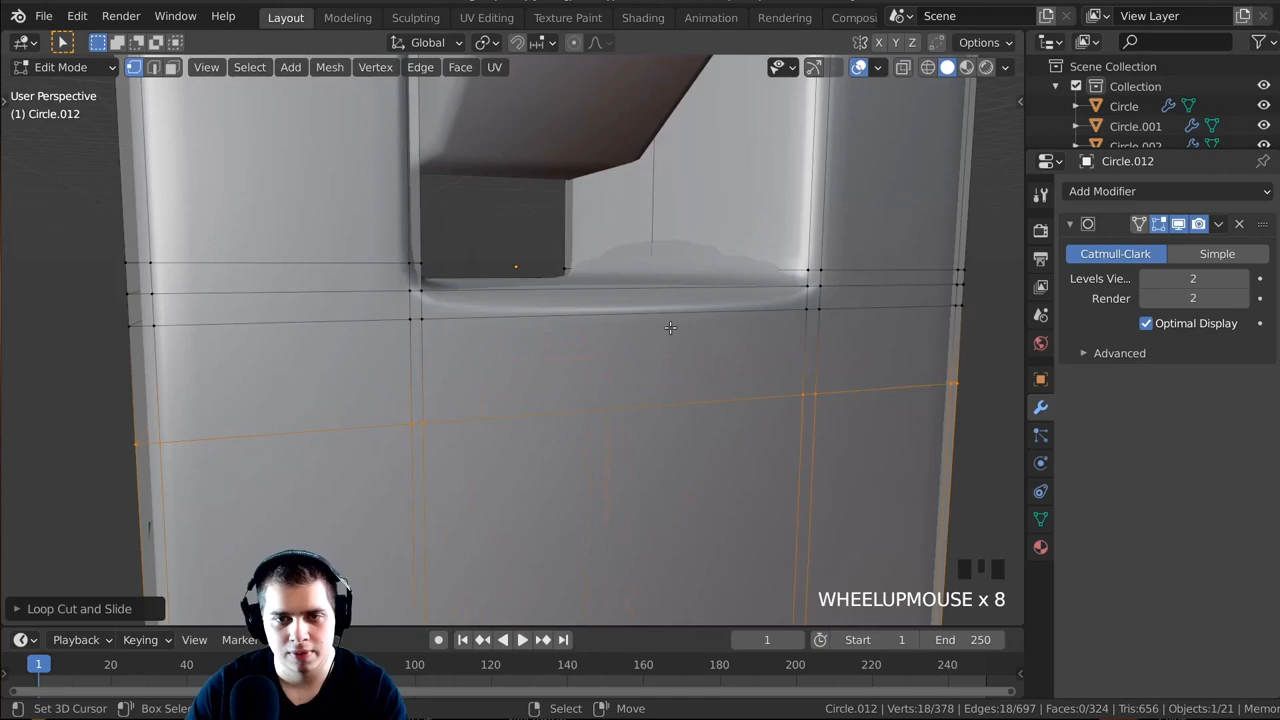 File Edit Render Window Help Layout Modeling Sculpting UV Editing Texture Paint Shading Animation Rendering Composi Scene View Layer
Global X Y Z Options
Edit Mode View Select Add Mesh Vertex Edge Face UV
User Perspective
(1) Circle.012
Scene Collection
Collection
Circle
Circle.001
Circle.012
Add Modifier
Catmull-Clark Simple
Levels Vie... 2
Render 2
Optimal Display
Advanced
WHEELUPMOUSE x 8
Loop Cut and Slide
Playback Keying View Marker 1 Start 1 End 250
1 20 40 100 120 140 160 180 200 220 240
Set 3D Cursor Box Selec Select Move Circle.012 Verts:18/378 Edges:18/697 Faces:0/324 Tris:656 Objects:1/21 Memor